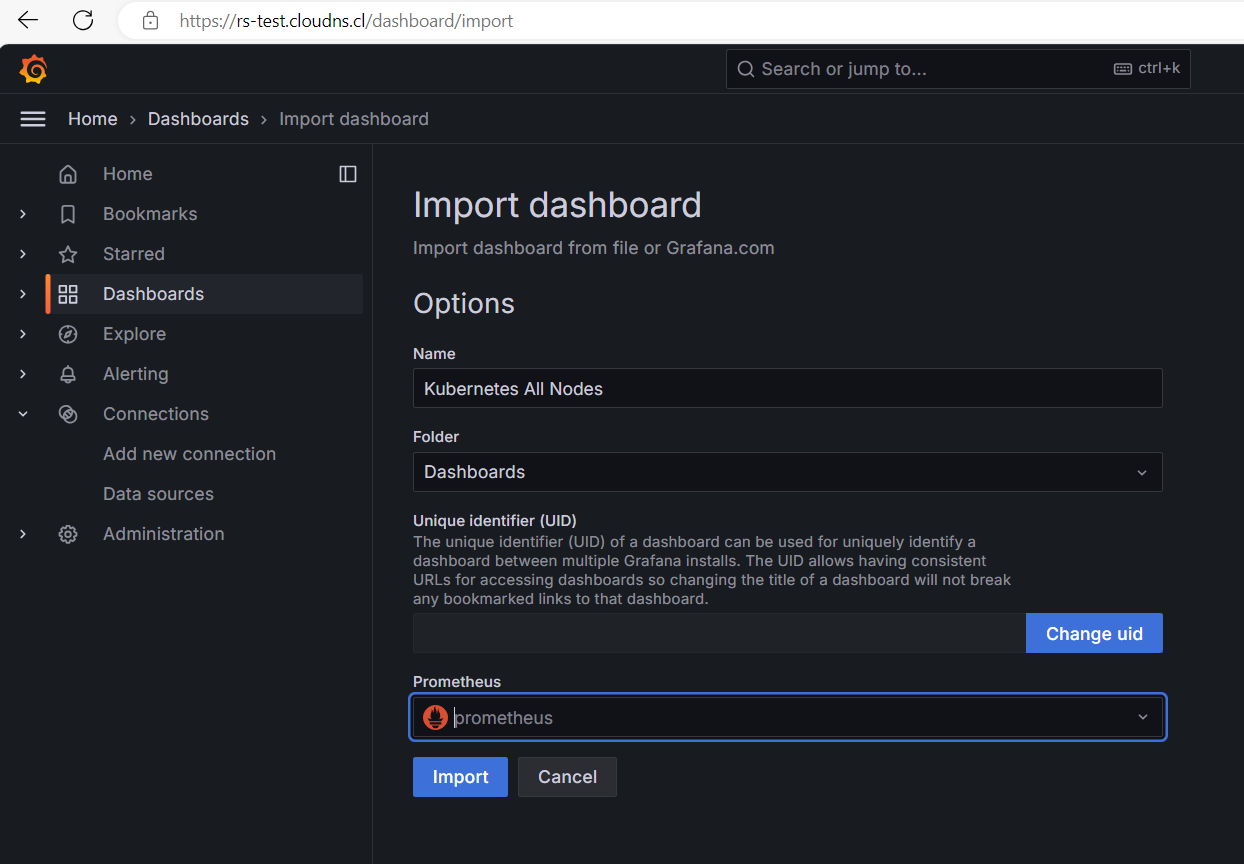 https://rs-test.cloudns.cl/dashboard/import
Search or jump to...
ctrl+k
Home › Dashboards › Import dashboard
Home
Bookmarks
Starred
Dashboards
Explore
Alerting
Connections
Add new connection
Data sources
Administration
Import dashboard
Import dashboard from file or Grafana.com
Options
Name
Kubernetes All Nodes
Folder
Dashboards
Unique identifier (UID)
The unique identifier (UID) of a dashboard can be used for uniquely identify a
dashboard between multiple Grafana installs. The UID allows having consistent
URLs for accessing dashboards so changing the title of a dashboard will not break
any bookmarked links to that dashboard.
Change uid
Prometheus
prometheus
Import
Cancel